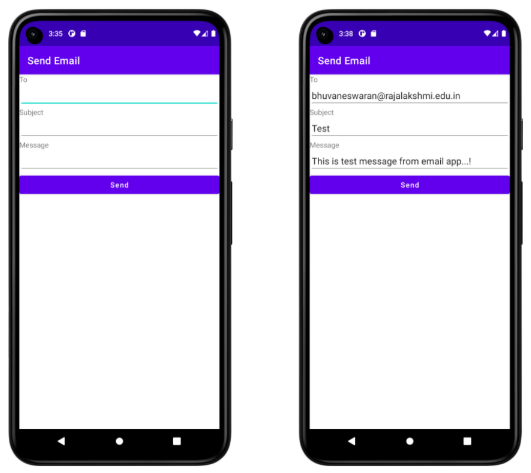 3:35
Send Email
To
Subject
Message
Send
3:38
Send Email
To
bhuvaneswaran@rajalakshmi.edu.in
Subject
Test
Message
This is test message from email app...!
Send